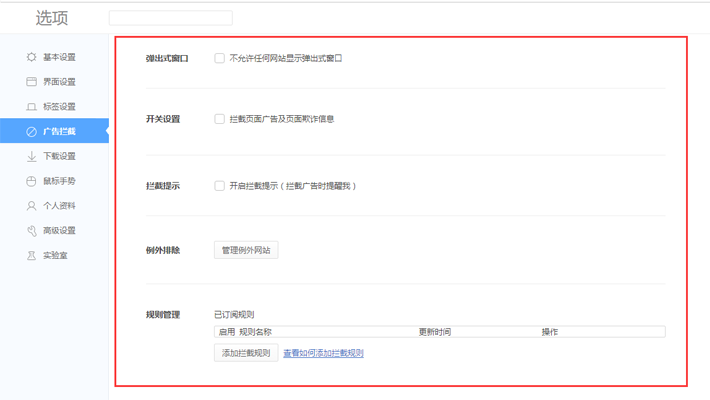 选项
基本设置
界面设置
标签设置
广告拦截
下载设置
鼠标手势
个人资料
高级设置
实验室
弹出式窗口 不允许任何网站显示弹出式窗口
开关设置 拦截页面广告及页面欺诈信息
拦截提示 开启拦截提示（拦截广告时提醒我）
例外排除 管理例外网站
规则管理 已订阅规则
启用 规则名称 更新时间 操作
添加拦截规则 查看如何添加拦截规则